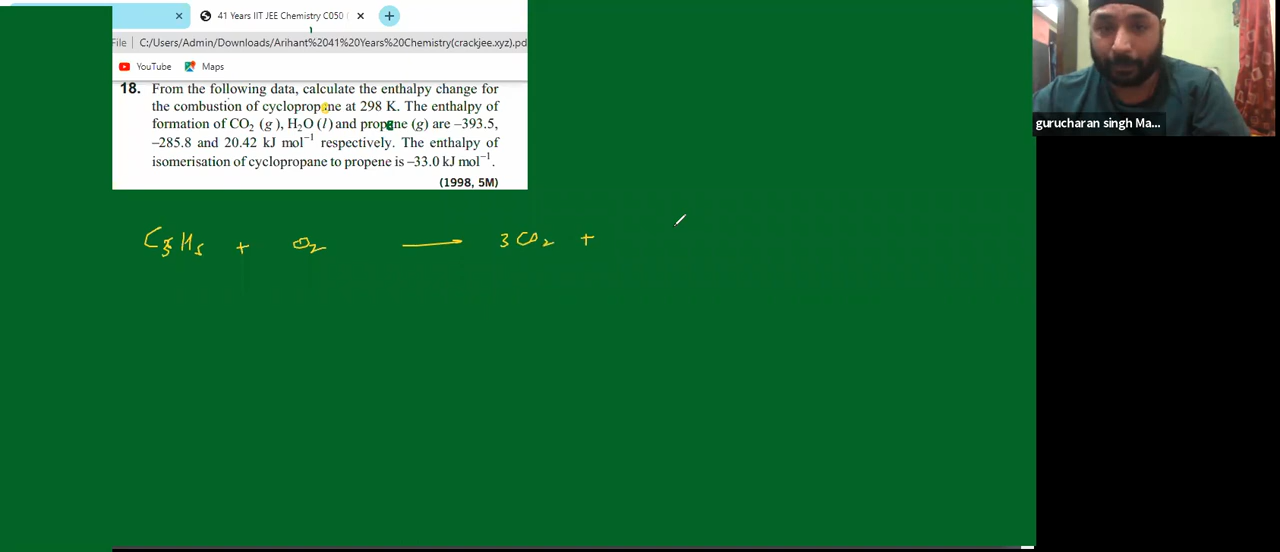 41 Years IIT JEE Chemistry C050
File C:/Users/Admin/Downloads/Arihant%2041%20Years%20Chemistry(crackjee.xyz).pd
YouTube Maps
18. From the following data, calculate the enthalpy change for
the combustion of cyclopropane at 298 K. The enthalpy of
formation of CO₂ (g), H₂O (l) and propene (g) are –393.5,
–285.8 and 20.42 kJ mol⁻¹ respectively. The enthalpy of
isomerisation of cyclopropane to propene is –33.0 kJ mol⁻¹.
(1998, 5M)
gurucharan singh Ma...
C₃H₅ + O₂ ⟶ 3CO₂ +